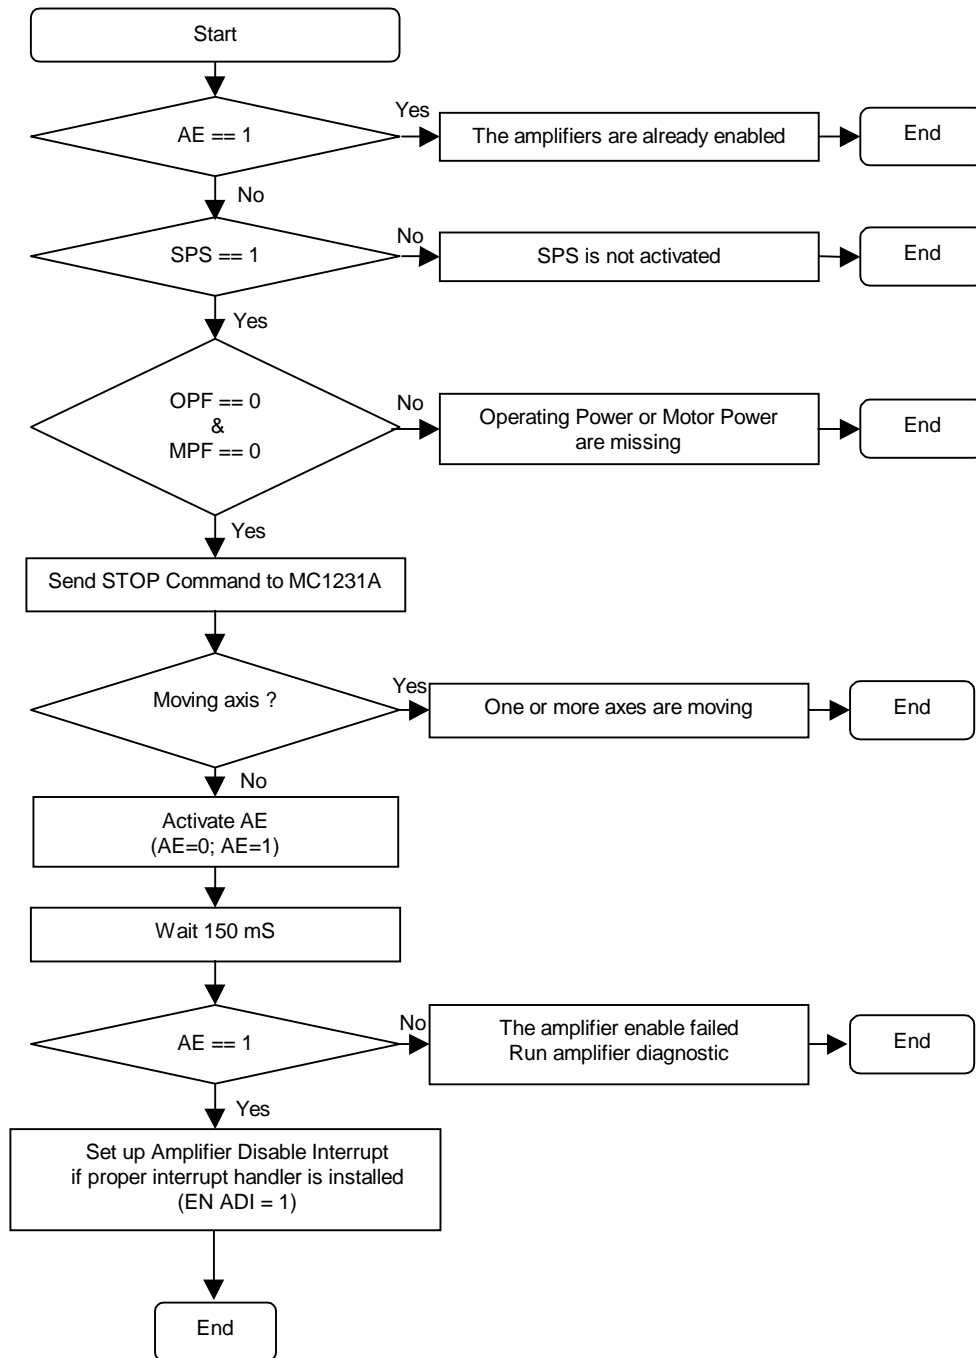 Start
AE == 1
Yes
The amplifiers are already enabled
End
No
SPS == 1
No
SPS is not activated
End
Yes
OPF == 0
&
MPF == 0
No
Operating Power or Motor Power
are missing
End
Yes
Send STOP Command to MC1231A
Moving axis ?
Yes
One or more axes are moving
End
No
Activate AE
(AE=0; AE=1)
Wait 150 mS
AE == 1
No
The amplifier enable failed
Run amplifier diagnostic
End
Yes
Set up Amplifier Disable Interrupt
if proper interrupt handler is installed
(EN ADI = 1)
End